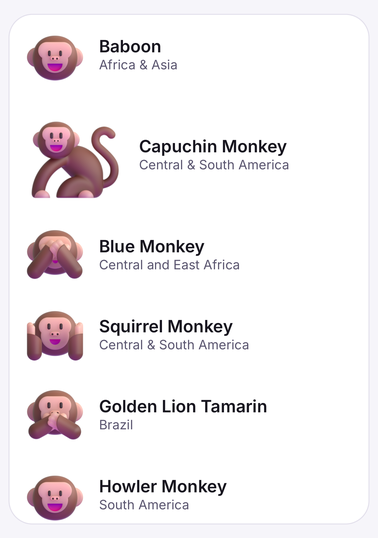 Baboon
Africa & Asia
Capuchin Monkey
Central & South America
Blue Monkey
Central and East Africa
Squirrel Monkey
Central & South America
Golden Lion Tamarin
Brazil
Howler Monkey
South America